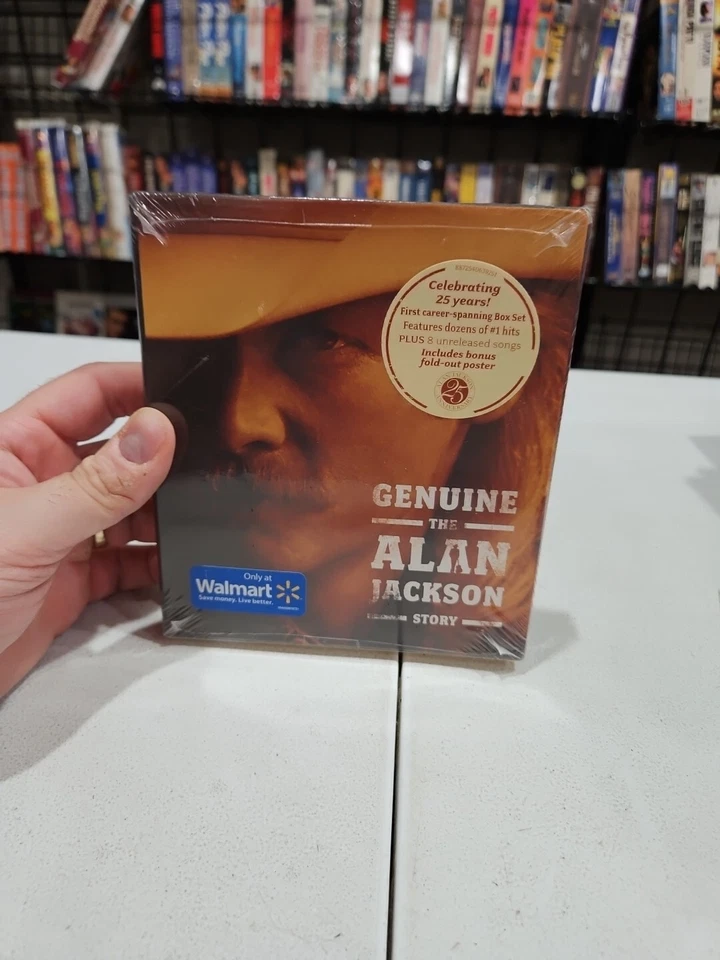 Celebrating
25 years!
First career-spanning Box Set
Features dozens of #1 hits
PLUS 8 unreleased songs
Includes bonus
fold-out poster
25
GENUINE
THE
ALAN
JACKSON
STORY
Only at
Walmart
Save money. Live better.